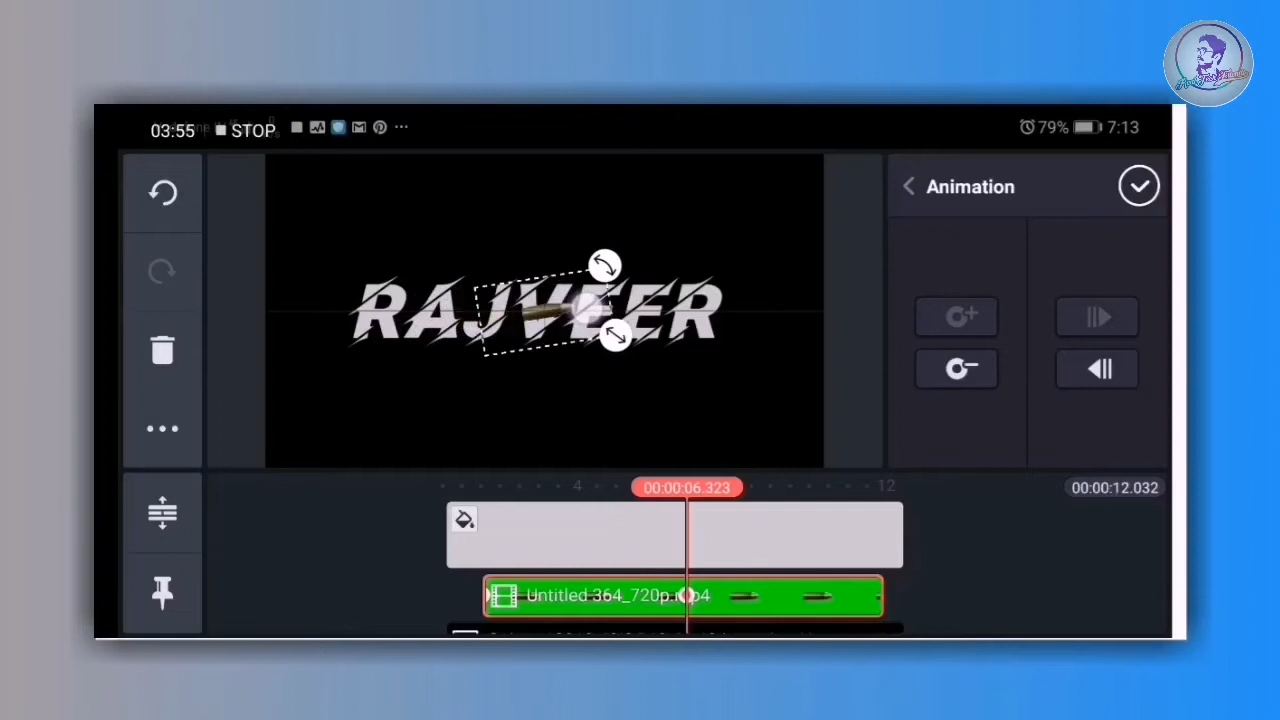 03:55 STOP ... 79% 7:13
Animation
RAJVEER
4 00:00:06.323 12 00:00:12.032
Untitled 364_720p.mp4